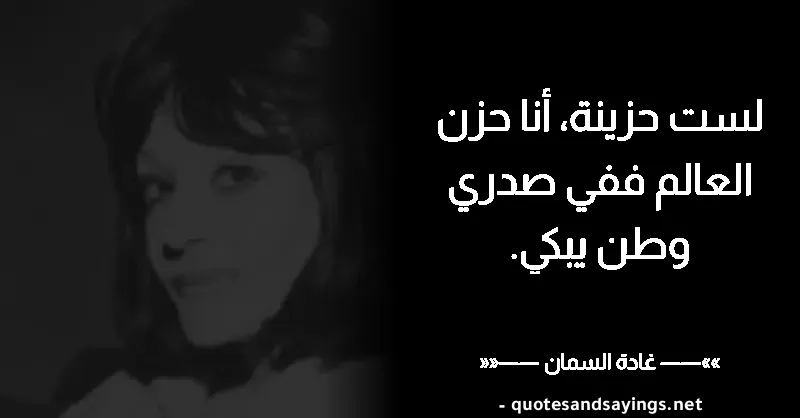 لست حزينة، أنا حزن
العالم ففي صدري
وطن يبكي.
»»—— غادة السمان ——««
- quotesandsayings.net